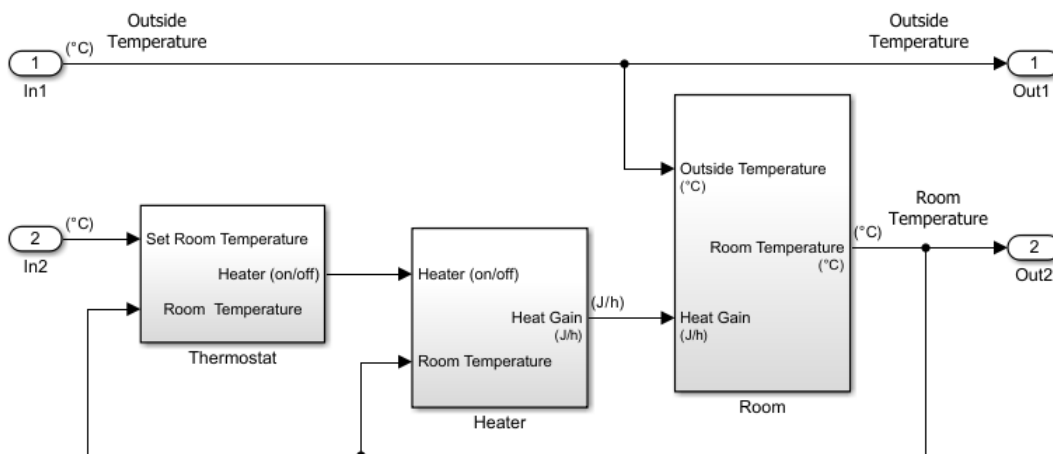 Outside
Temperature
Outside
Temperature
(°C)
1
In1
1
Out1
Outside Temperature
(°C)
Room
Temperature
(°C)
2
In2
(°C)
2
Out2
Set Room Temperature
Heater (on/off)
Room  Temperature
Thermostat
Heater (on/off)
Heat Gain
(J/h)
Room Temperature
Heater
(J/h)
Room Temperature
(°C)
Heat Gain
(J/h)
Room